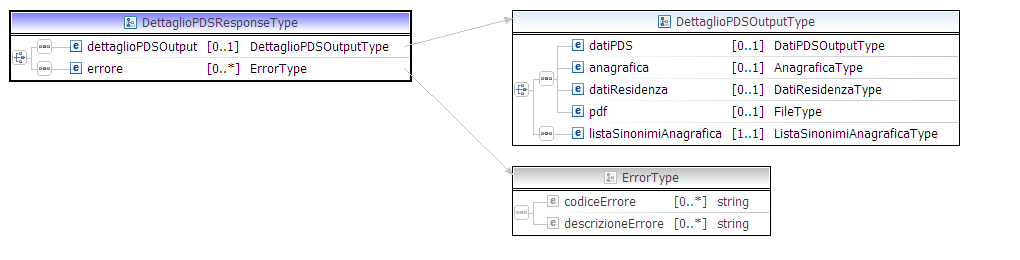 DettaglioPDSResponseType
e dettaglioPDSOutput [0..1] DettaglioPDSOutputType
e errore [0..*] ErrorType
DettaglioPDSOutputType
e datiPDS [0..1] DatiPDSOutputType
e anagrafica [0..1] AnagraficaType
e datiResidenza [0..1] DatiResidenzaType
e pdf [0..1] FileType
e listaSinonimiAnagrafica [1..1] ListaSinonimiAnagraficaType
ErrorType
e codiceErrore [0..*] string
e descrizioneErrore [0..*] string